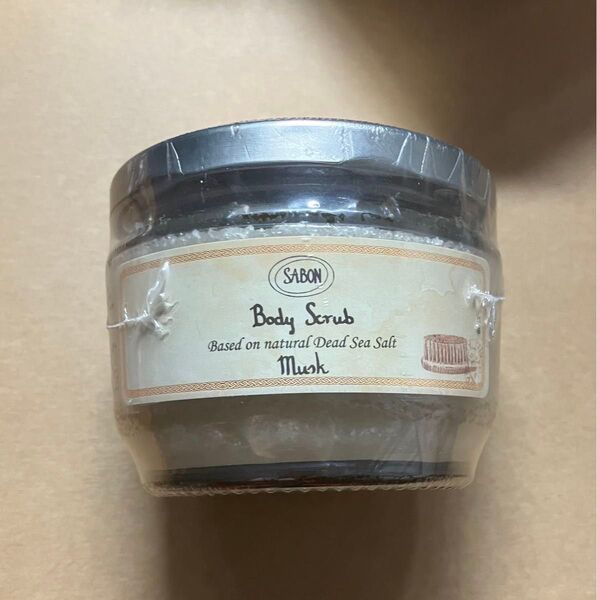 SABON
Body Scrub
Based on natural Dead Sea Salt
Musk